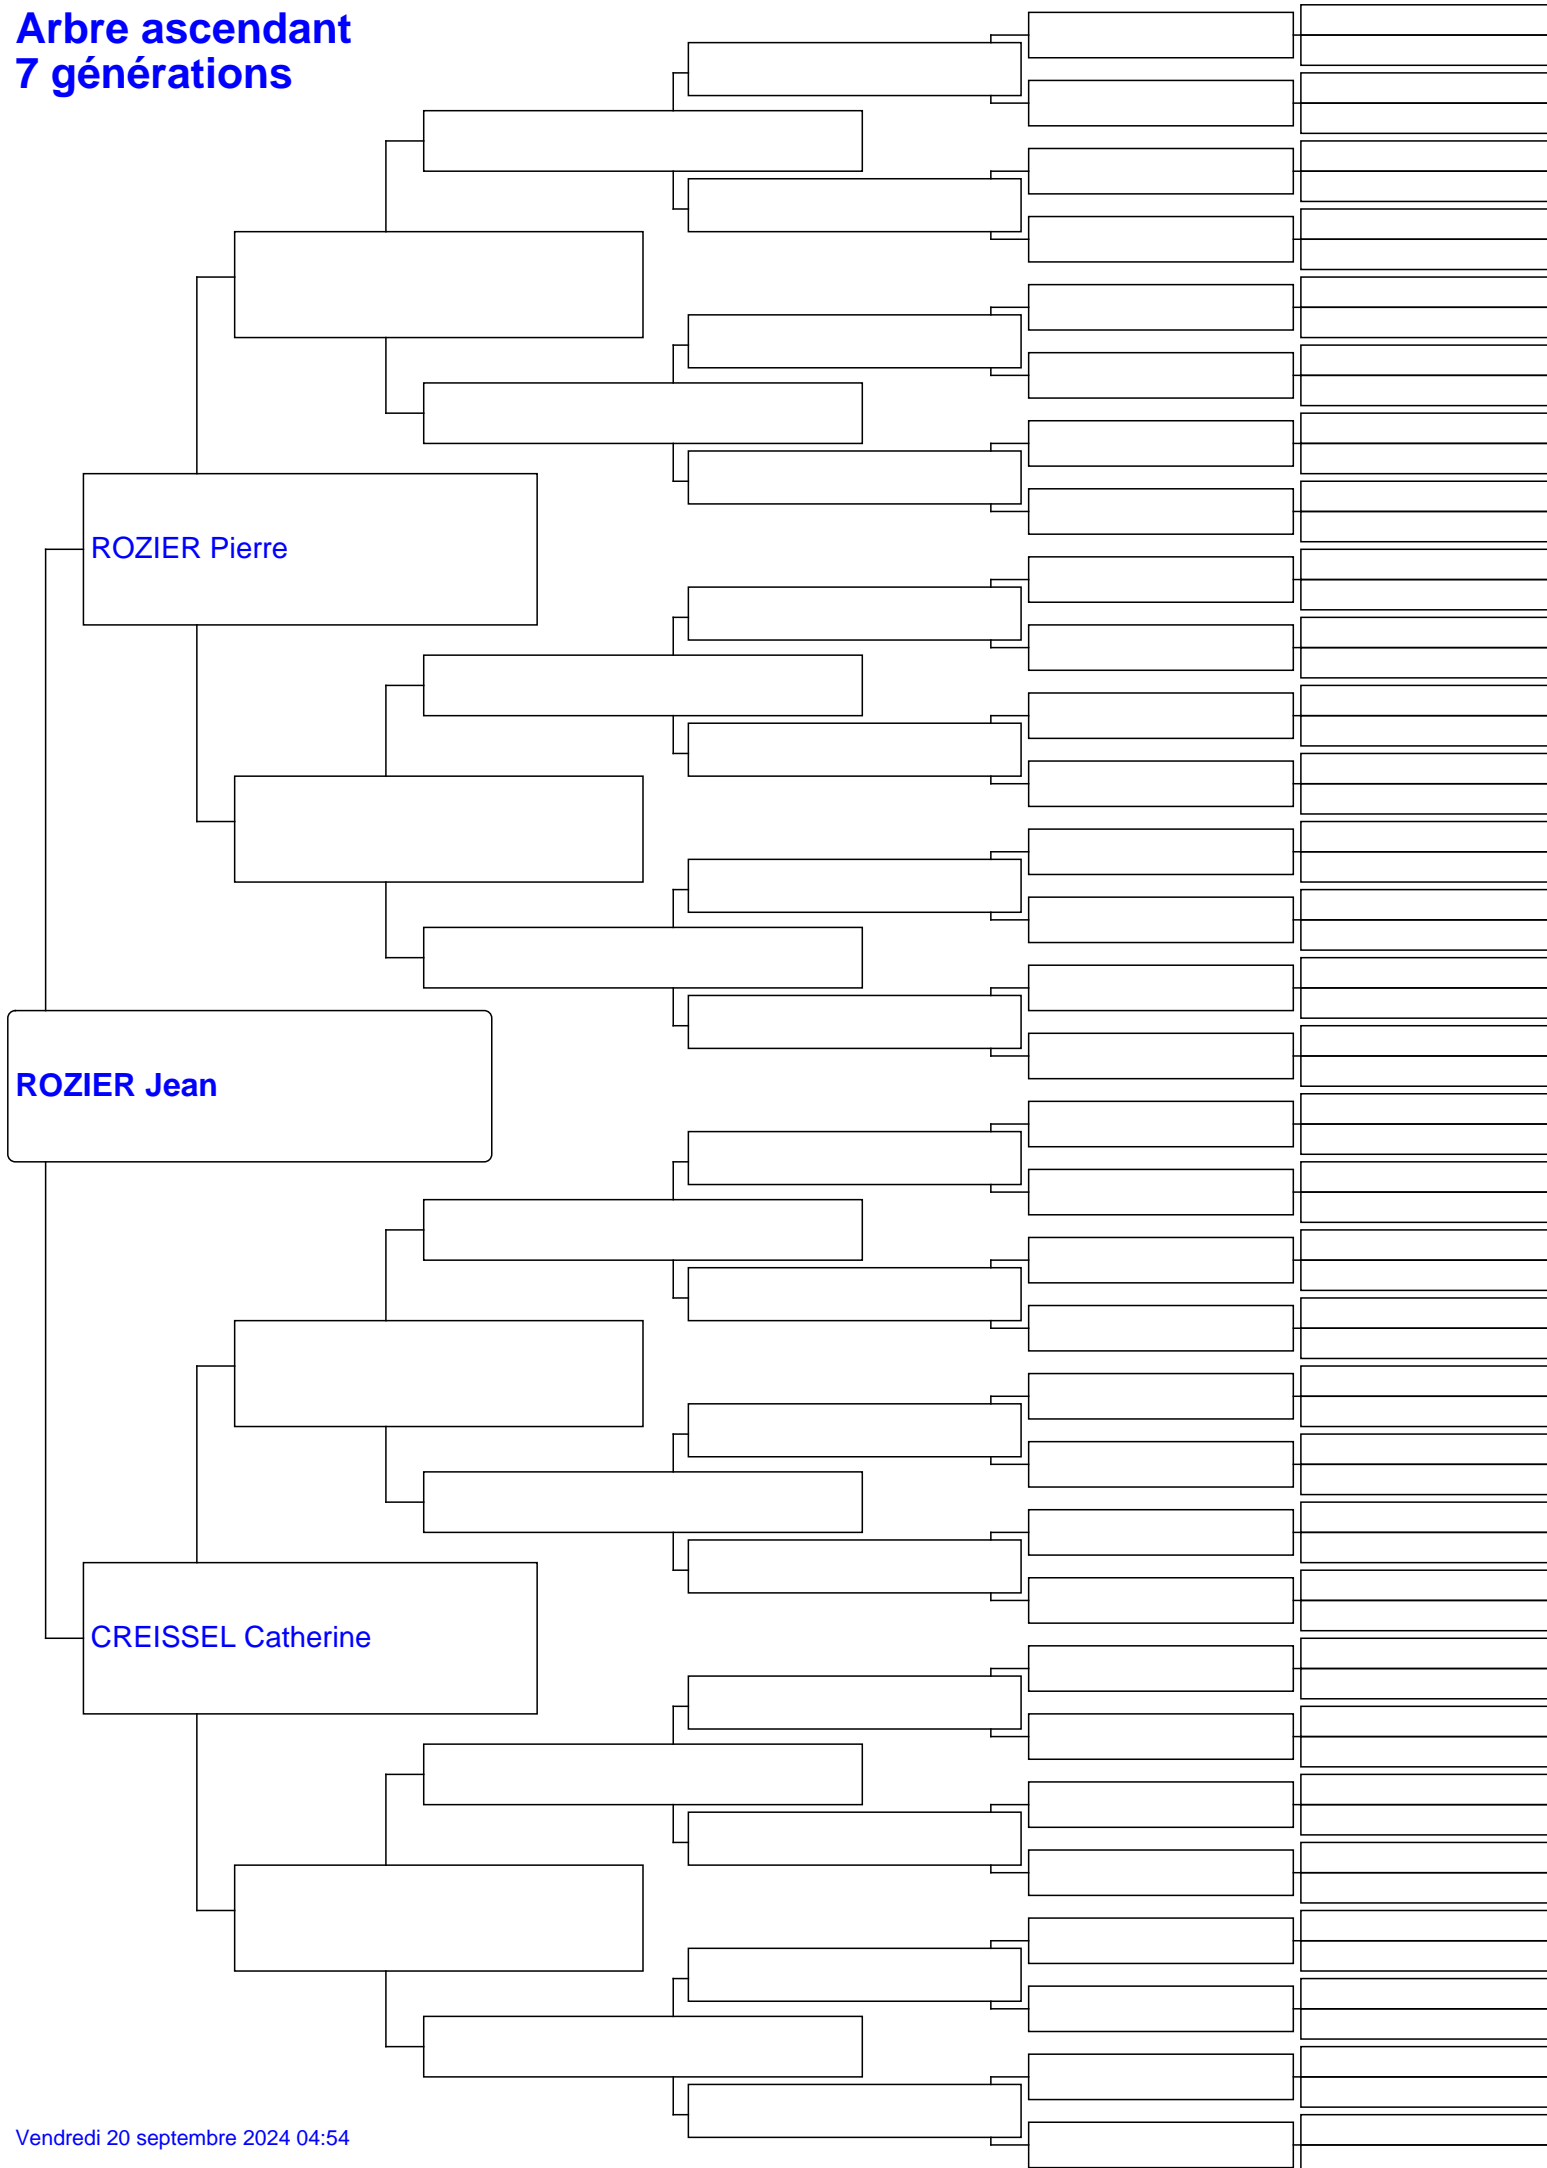 Arbre ascendant
7 générations
ROZIER Pierre
ROZIER Jean
CREISSEL Catherine
Vendredi 20 septembre 2024 04:54